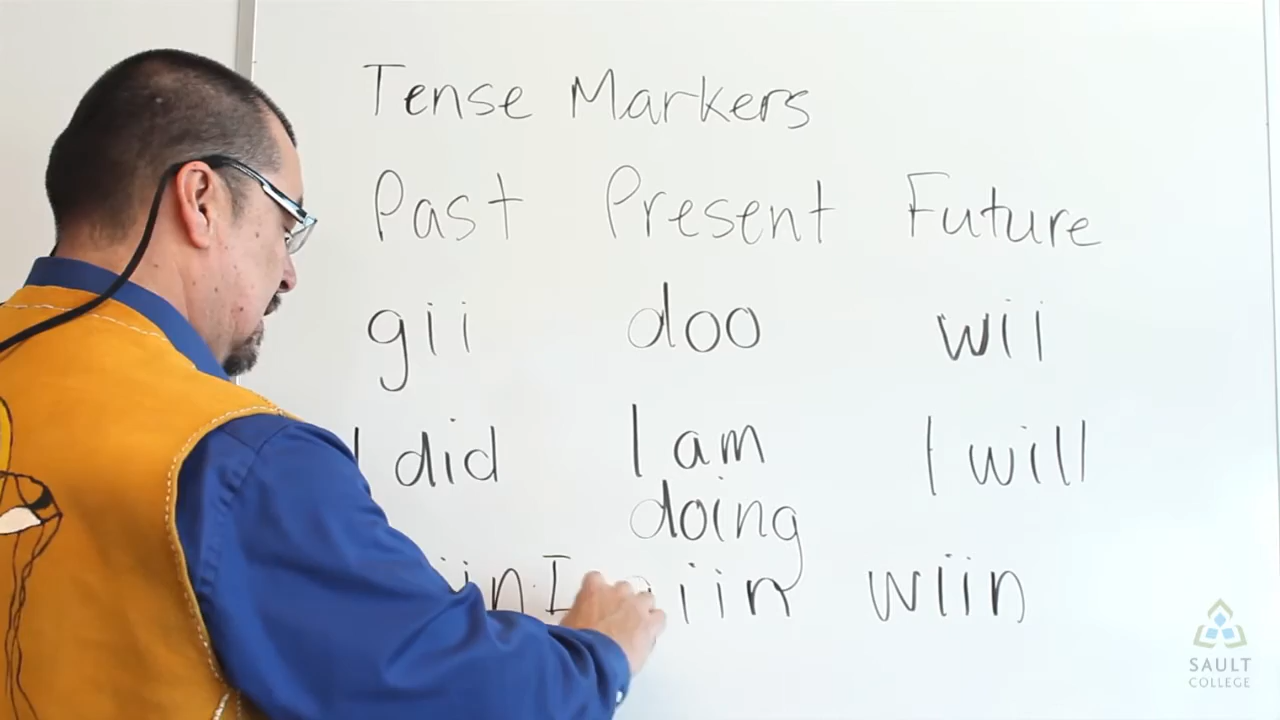 Tense Markers
Past Present Future
gii doo wii
I did I am I will
doing
wiin
SAULT
COLLEGE